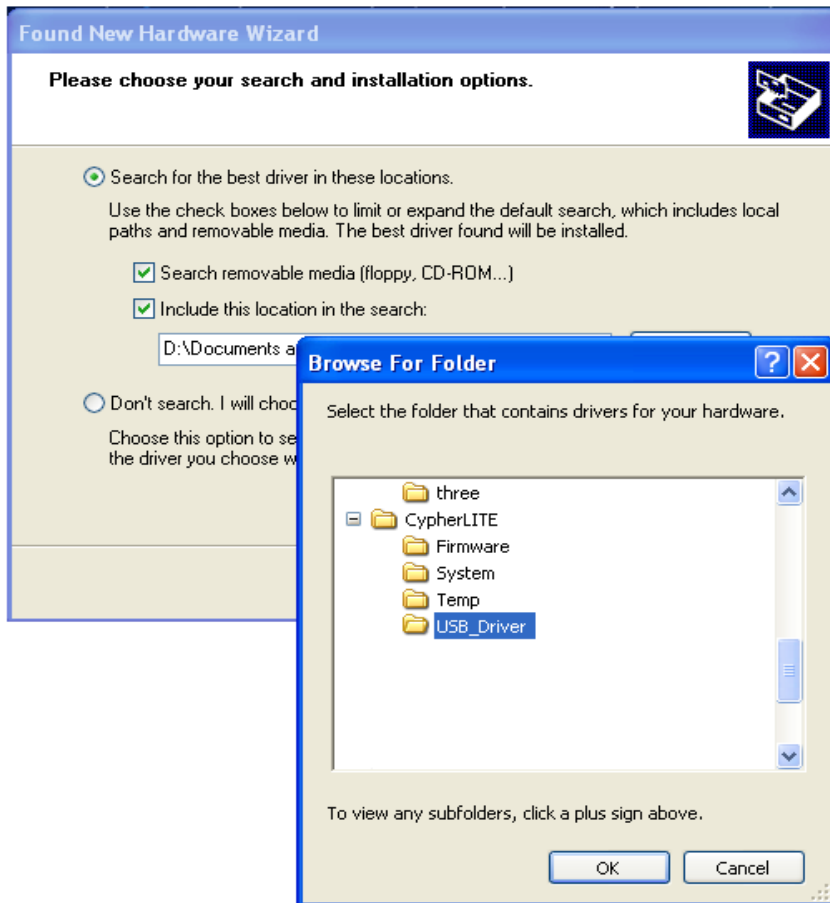 Found New Hardware Wizard
Please choose your search and installation options.
Search for the best driver in these locations.
Use the check boxes below to limit or expand the default search, which includes local
paths and removable media. The best driver found will be installed.
Search removable media (floppy, CD-ROM...)
Include this location in the search:
D:\Documents a
Don't search. I will choo
Choose this option to se
the driver you choose w
Browse For Folder
Select the folder that contains drivers for your hardware.
three
CypherLITE
Firmware
System
Temp
USB_Driver
To view any subfolders, click a plus sign above.
OK
Cancel